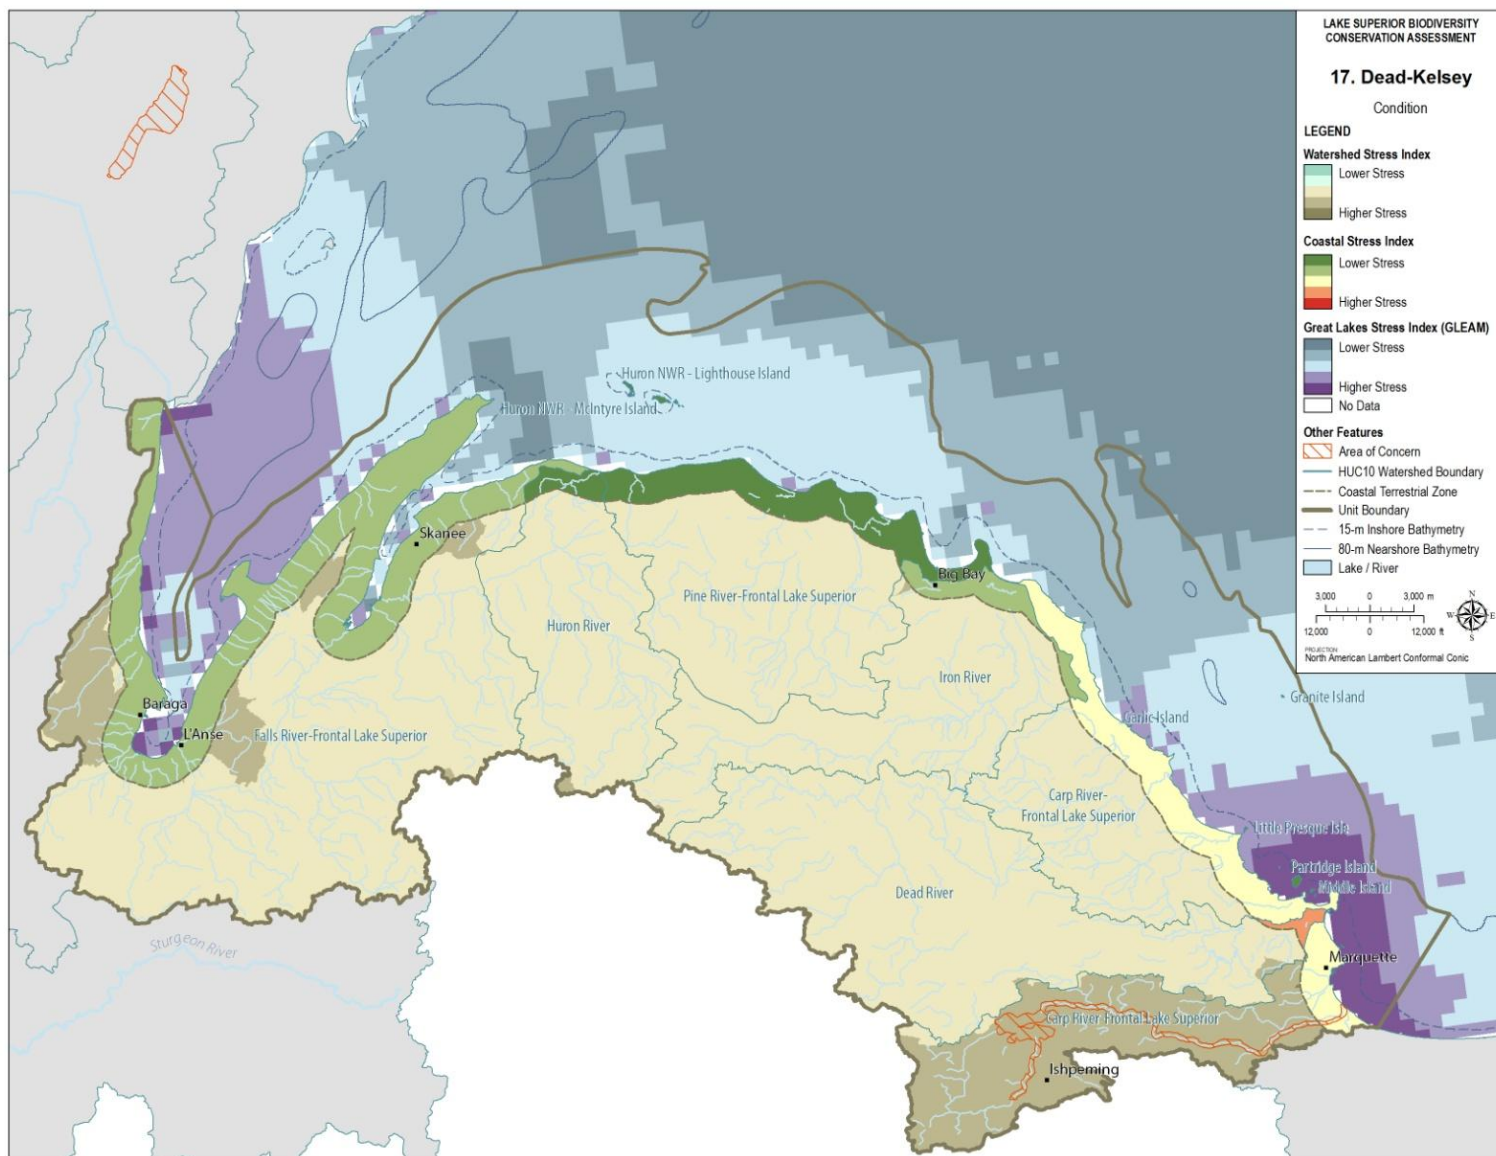 LAKE SUPERIOR BIODIVERSITY
CONSERVATION ASSESSMENT
17. Dead-Kelsey
Condition
LEGEND
Watershed Stress Index
Lower Stress
Higher Stress
Coastal Stress Index
Lower Stress
Higher Stress
Great Lakes Stress Index (GLEAM)
Lower Stress
Higher Stress
No Data
Other Features
Area of Concern
HUC10 Watershed Boundary
Coastal Terrestrial Zone
Unit Boundary
15-m Inshore Bathymetry
80-m Nearshore Bathymetry
Lake / River
3,000 0 3,000 m
12,000 0 12,000 ft
N
W E
S
PROJECTION:
North American Lambert Conformal Conic
Huron NWR - Lighthouse Island
Huron NWR - McIntyre Island
Skanee
Big Bay
Pine River-Frontal Lake Superior
Huron River
Iron River
Granite Island
Garlic Island
Baraga
L'Anse
Falls River-Frontal Lake Superior
Carp River-
Frontal Lake Superior
Little Presque Isle
Partridge Island
Middle Island
Dead River
Sturgeon River
Marquette
Carp River-Frontal Lake Superior
Ishpeming